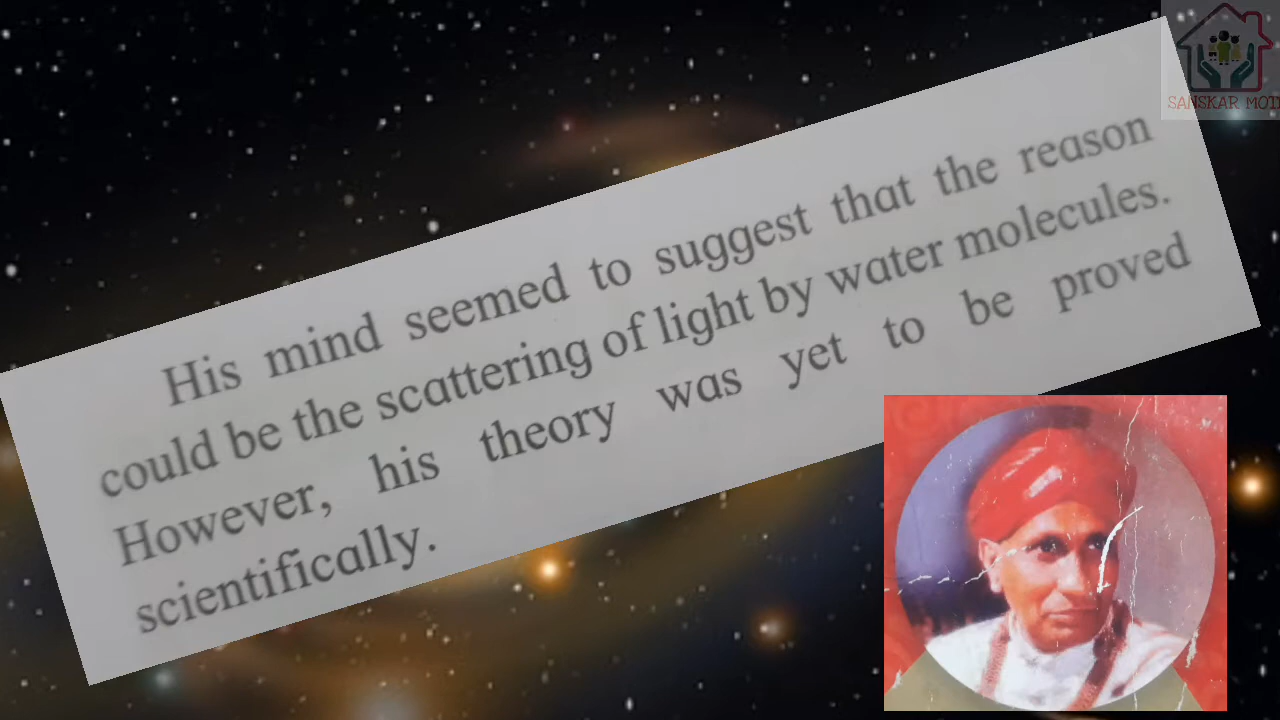 SANSKAR MOTI
His mind seemed to suggest that the reason
could be the scattering of light by water molecules.
However, his theory was yet to be proved
scientifically.